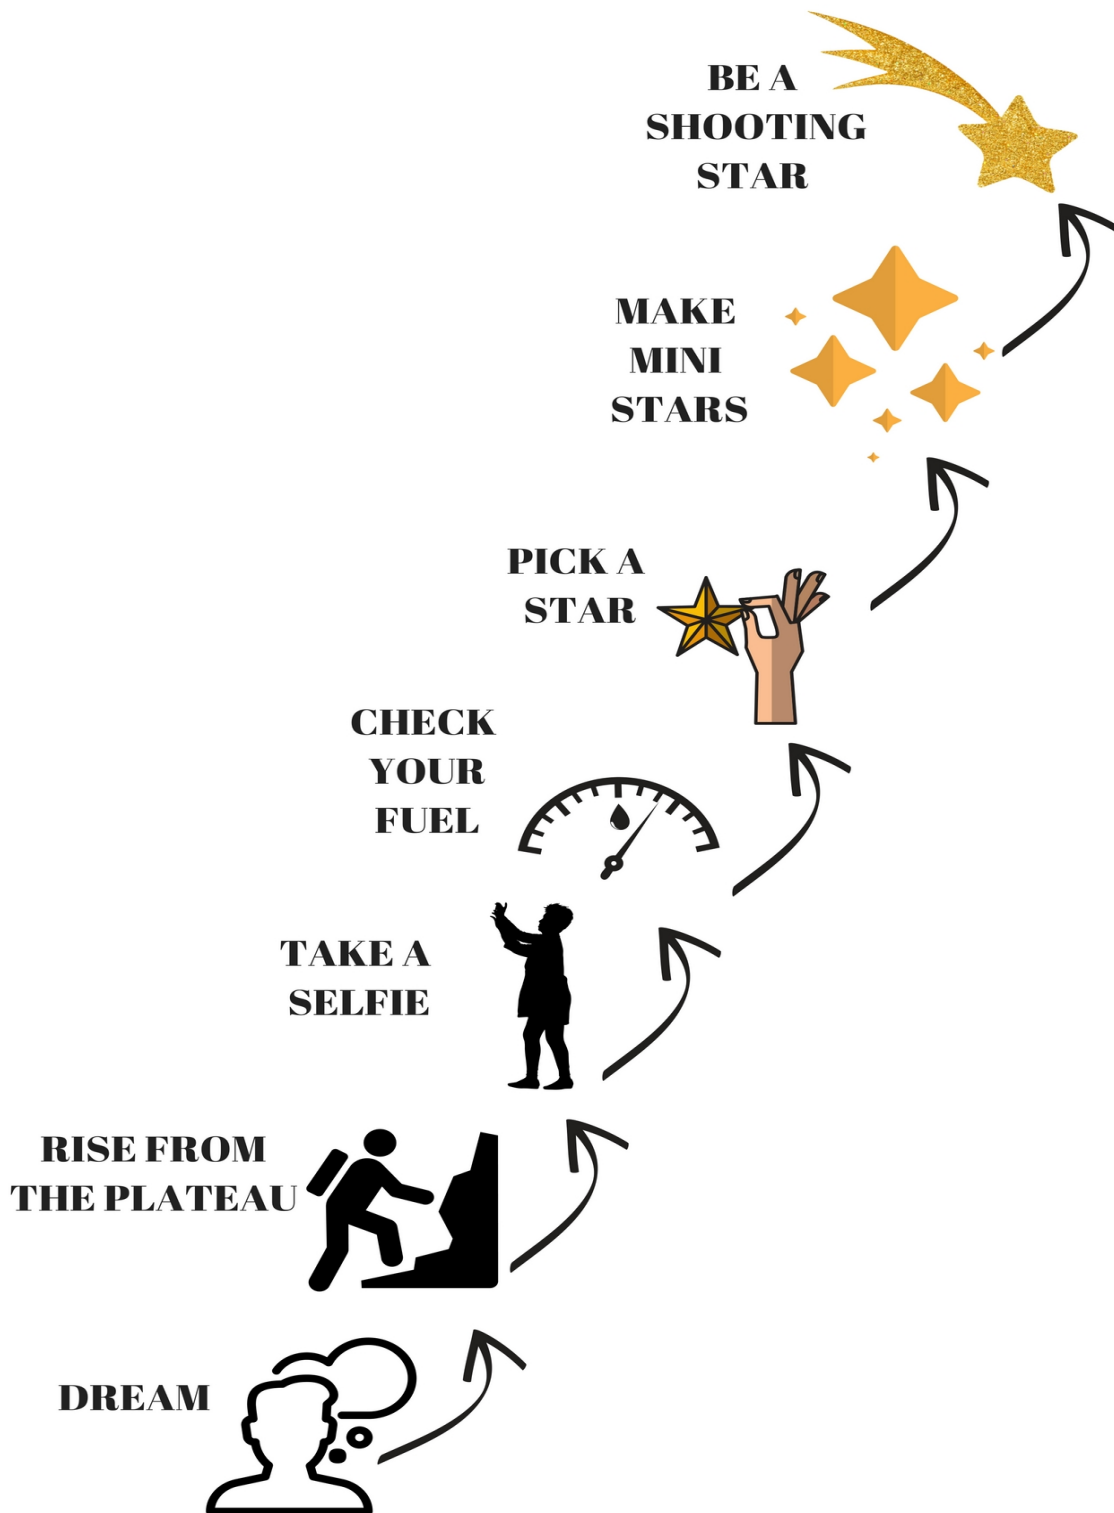 BE A
SHOOTING
STAR
MAKE
MINI
STARS
PICK A
STAR
CHECK
YOUR
FUEL
TAKE A
SELFIE
RISE FROM
THE PLATEAU
DREAM